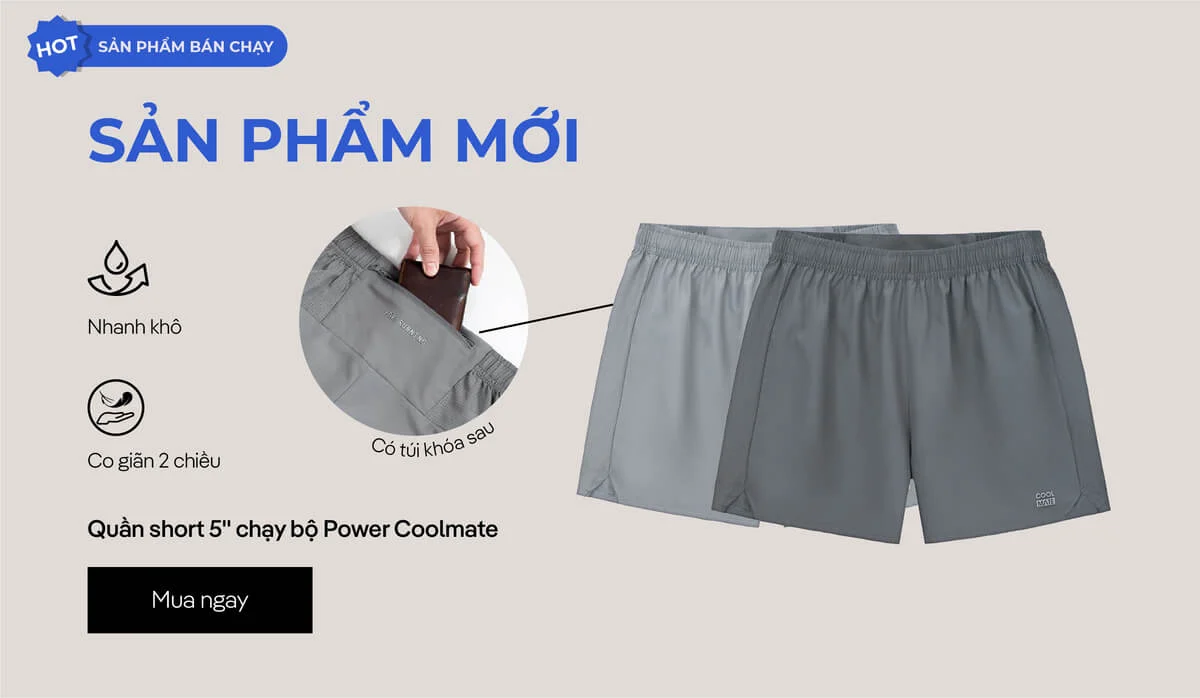 HOT
SẢN PHẨM BÁN CHẠY
SẢN PHẨM MỚI
Nhanh khô
Co giãn 2 chiều
Có túi khóa sau
Quần short 5" chạy bộ Power Coolmate
Mua ngay
COOL
MATE